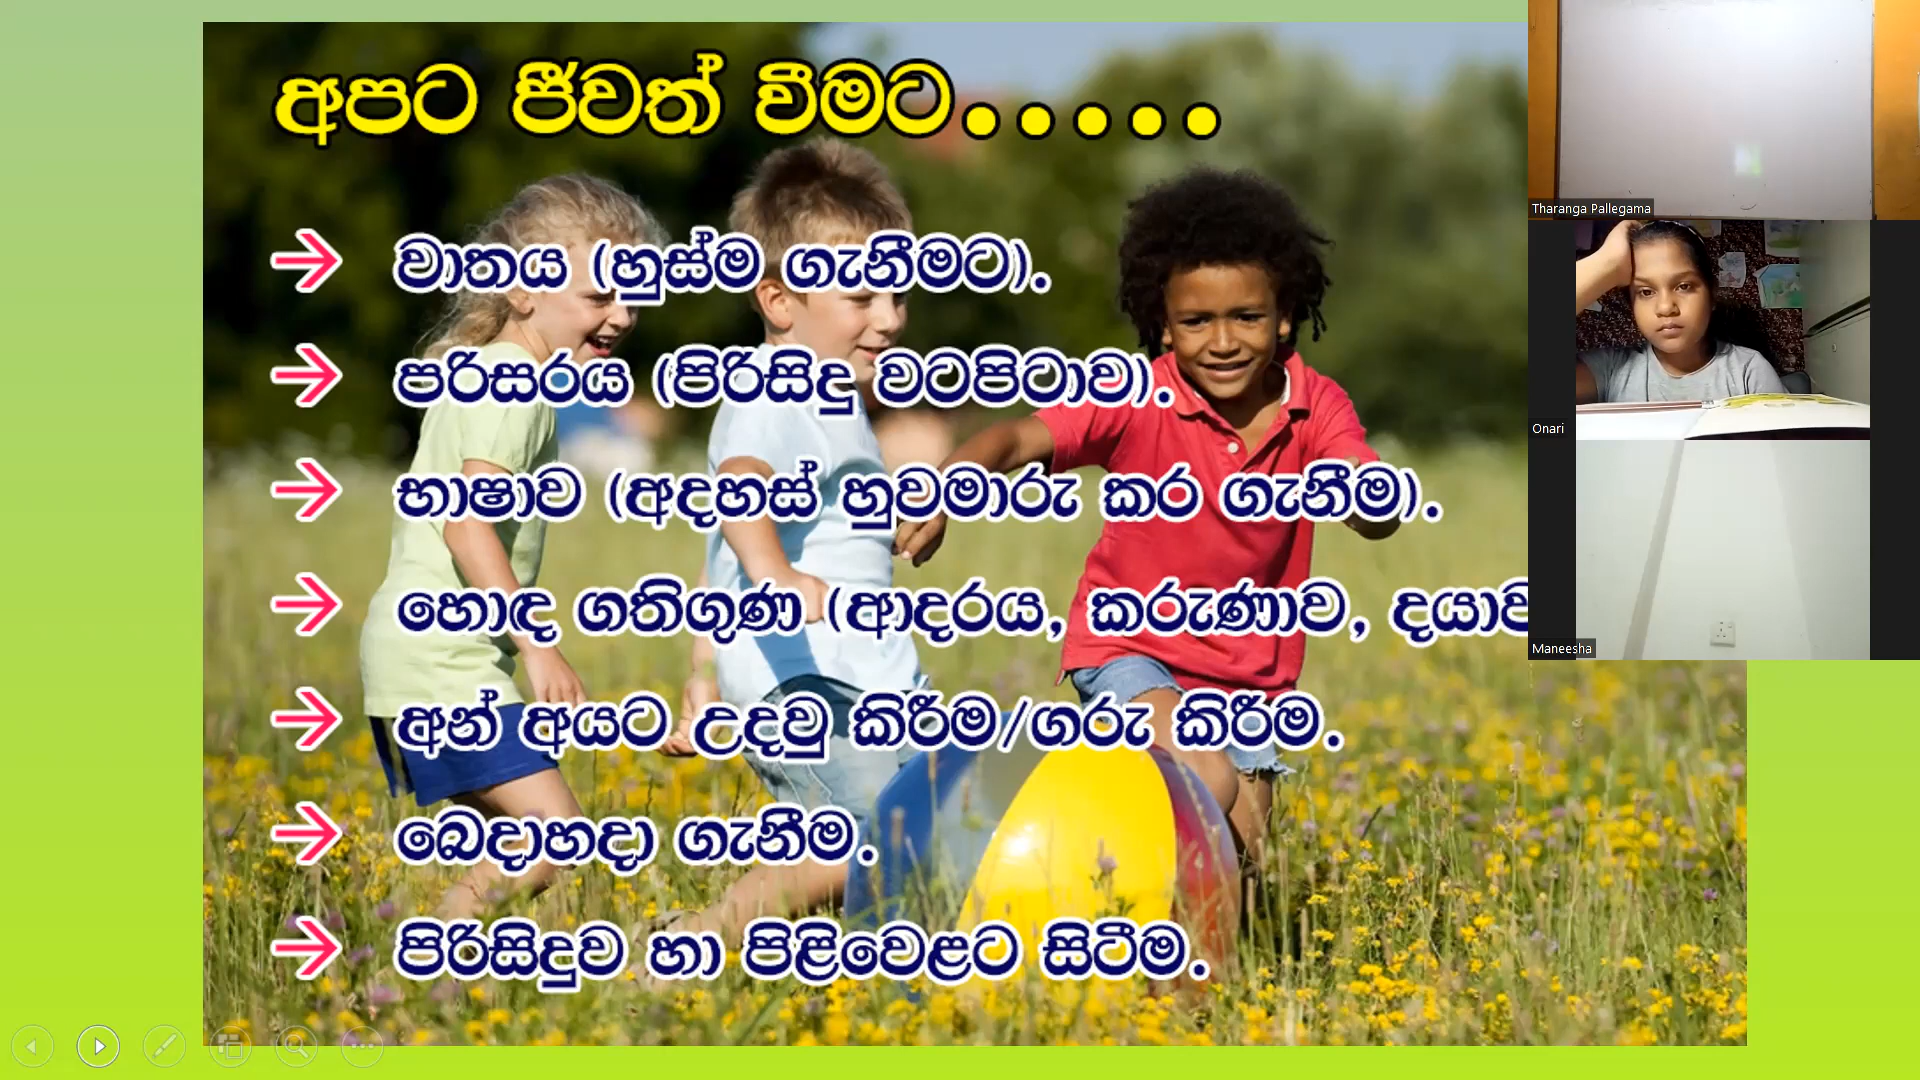 අපට ජීවත් වීමට.....
වාතය (හුස්ම ගැනීමට).
පරිසරය (පිරිසිදු වටපිටාව).
භාෂාව (අදහස් හුවමාරු කර ගැනීම).
හොඳ ගතිගුණ (ආදරය, කරුණාව,
අන් අයට උදවු කිරීම/ගරු කිරීම.
බෙදාහදා ගැනීම.
පිරිසිදුව හා පිළිවෙළට සිටීම.
Tharanga Pallegama
Onari
Maneesha